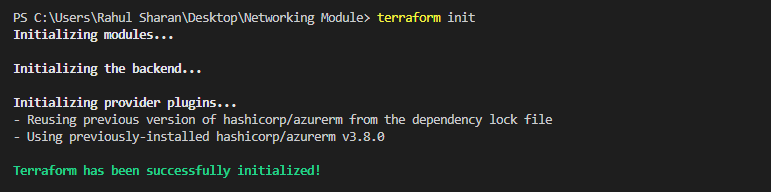 PS C:\Users\Rahul Sharan\Desktop\Networking Module> terraform init
Initializing modules...
Initializing the backend...
Initializing provider plugins...
- Reusing previous version of hashicorp/azurerm from the dependency lock file
- Using previously-installed hashicorp/azurerm v3.8.0
Terraform has been successfully initialized!